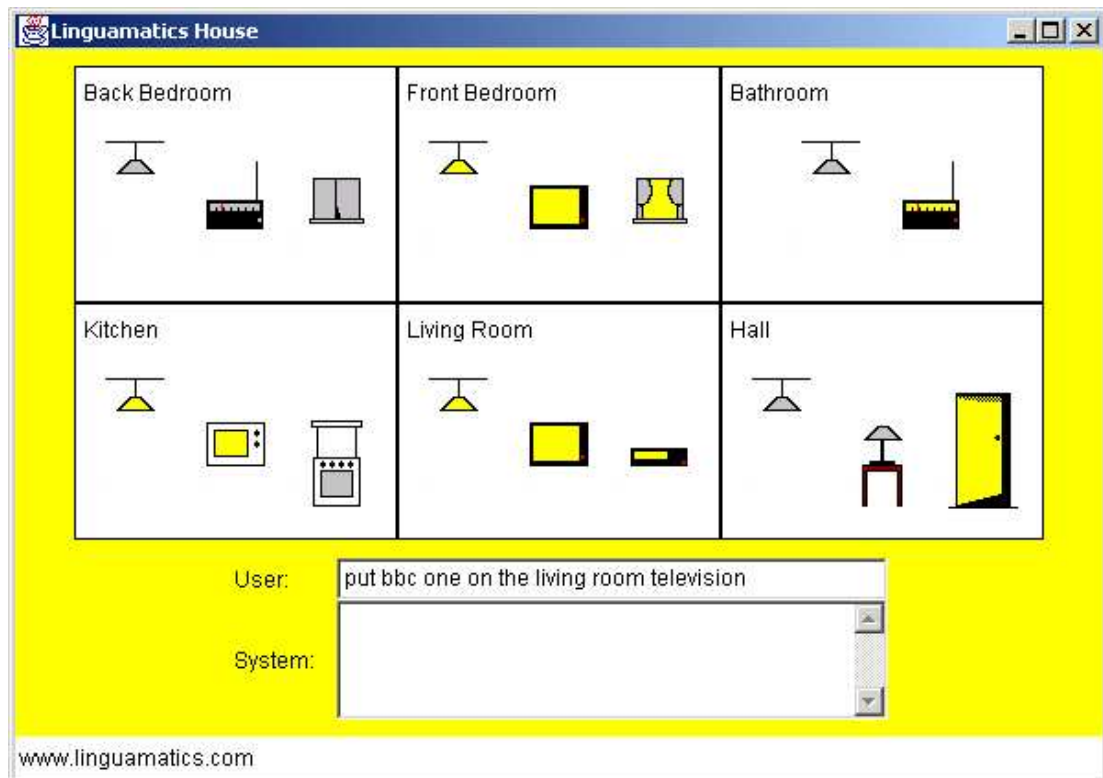 Linguamatics House
Back Bedroom
Front Bedroom
Bathroom
Kitchen
Living Room
Hall
User:
put bbc one on the living room television
System:
www.linguamatics.com